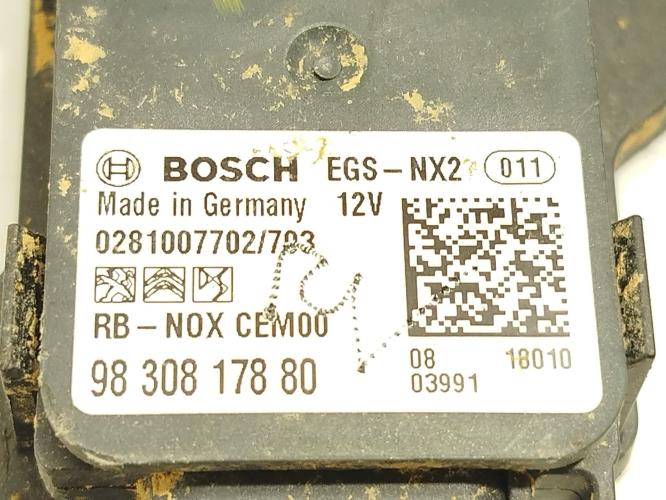 BOSCH EGS-NX2 011
Made in Germany 12V
0281007702/703
RB-NOX CEM00
98 308 178 80
08 18010
03991